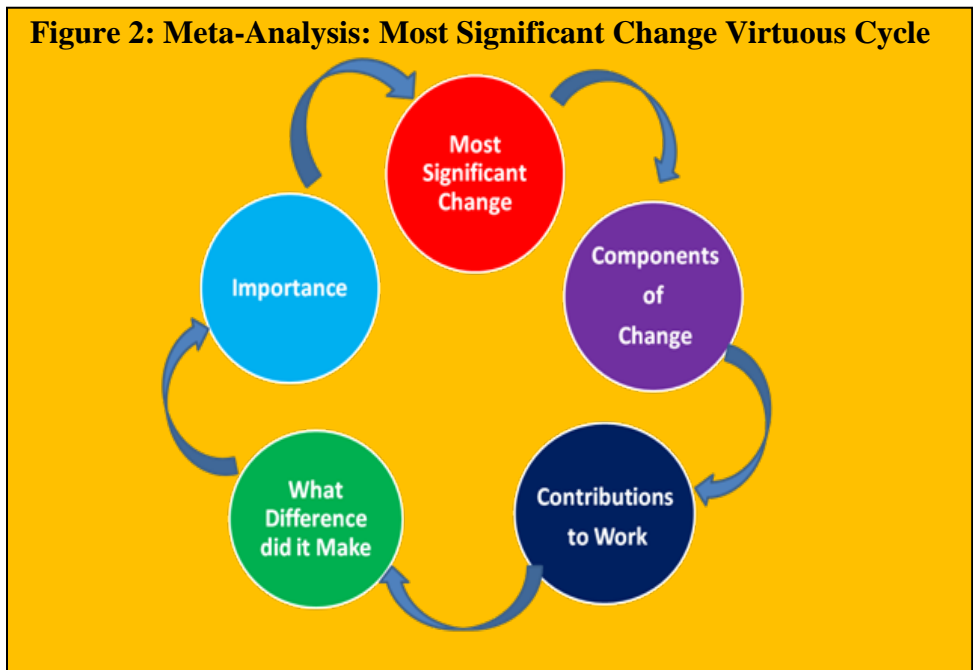 Figure 2: Meta-Analysis: Most Significant Change Virtuous Cycle
Most
Significant
Change
Components
of
Change
Contributions
to Work
What
Difference
did it Make
Importance